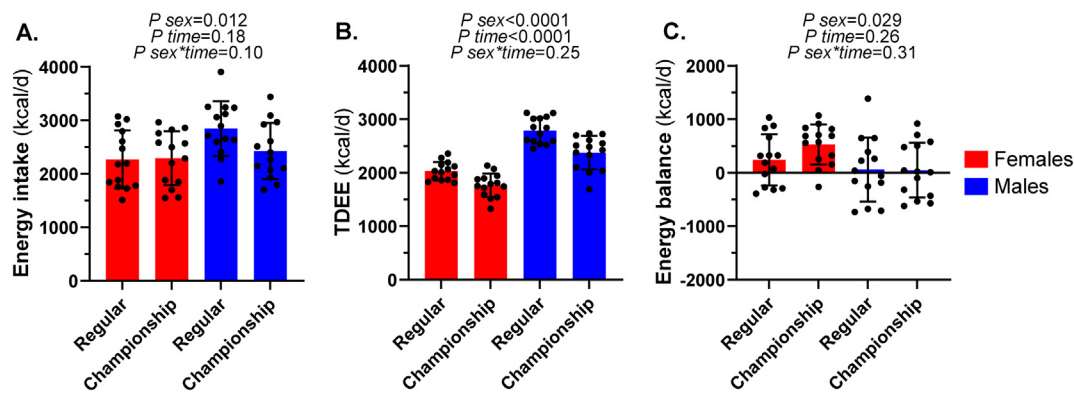 A.
P sex=0.012
P time=0.18
P sex*time=0.10
Energy intake (kcal/d)
4000
3000
2000
1000
0
Regular
Championship
Regular
Championship
B.
P sex<0.0001
P time<0.0001
P sex*time=0.25
TDEE (kcal/d)
4000
3000
2000
1000
0
Regular
Championship
Regular
Championship
C.
P sex=0.029
P time=0.26
P sex*time=0.31
Energy balance (kcal/d)
2000
1000
0
-1000
-2000
Regular
Championship
Regular
Championship
Females
Males